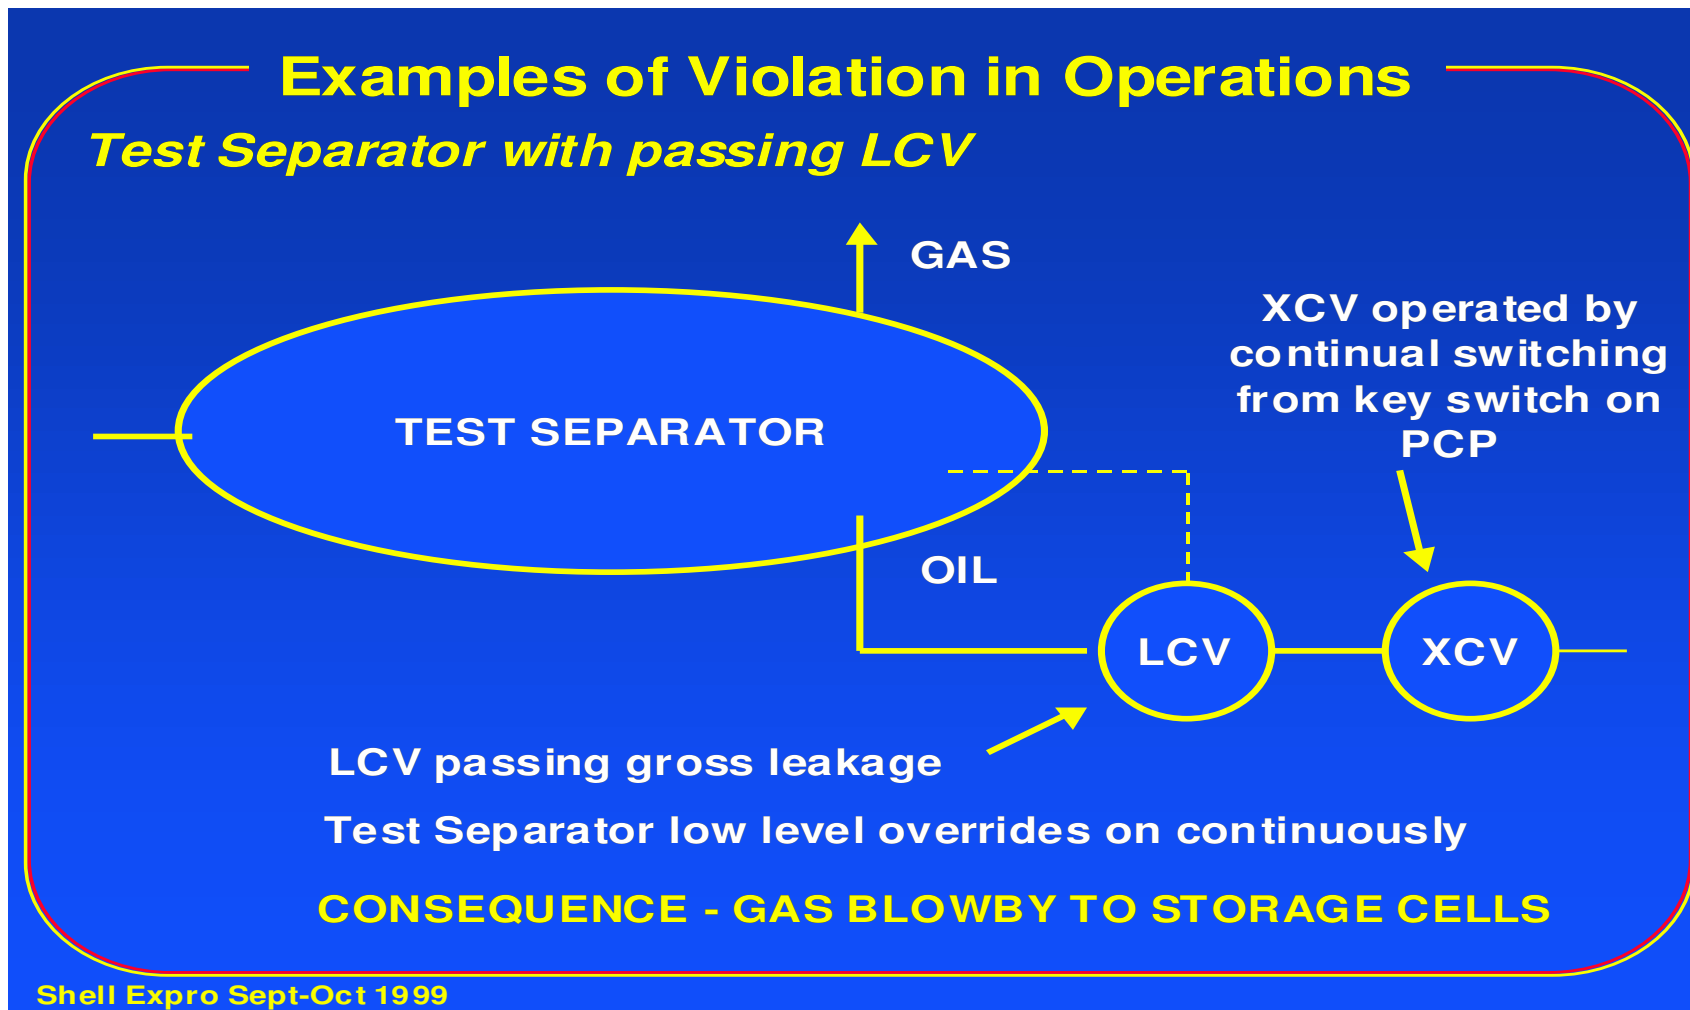 Examples of Violation in Operations
Test Separator with passing LCV
GAS
XCV operated by
continual switching
from key switch on
PCP
TEST SEPARATOR
OIL
LCV
XCV
LCV passing gross leakage
Test Separator low level overrides on continuously
CONSEQUENCE - GAS BLOWBY TO STORAGE CELLS
Shell Expro Sept-Oct 1999